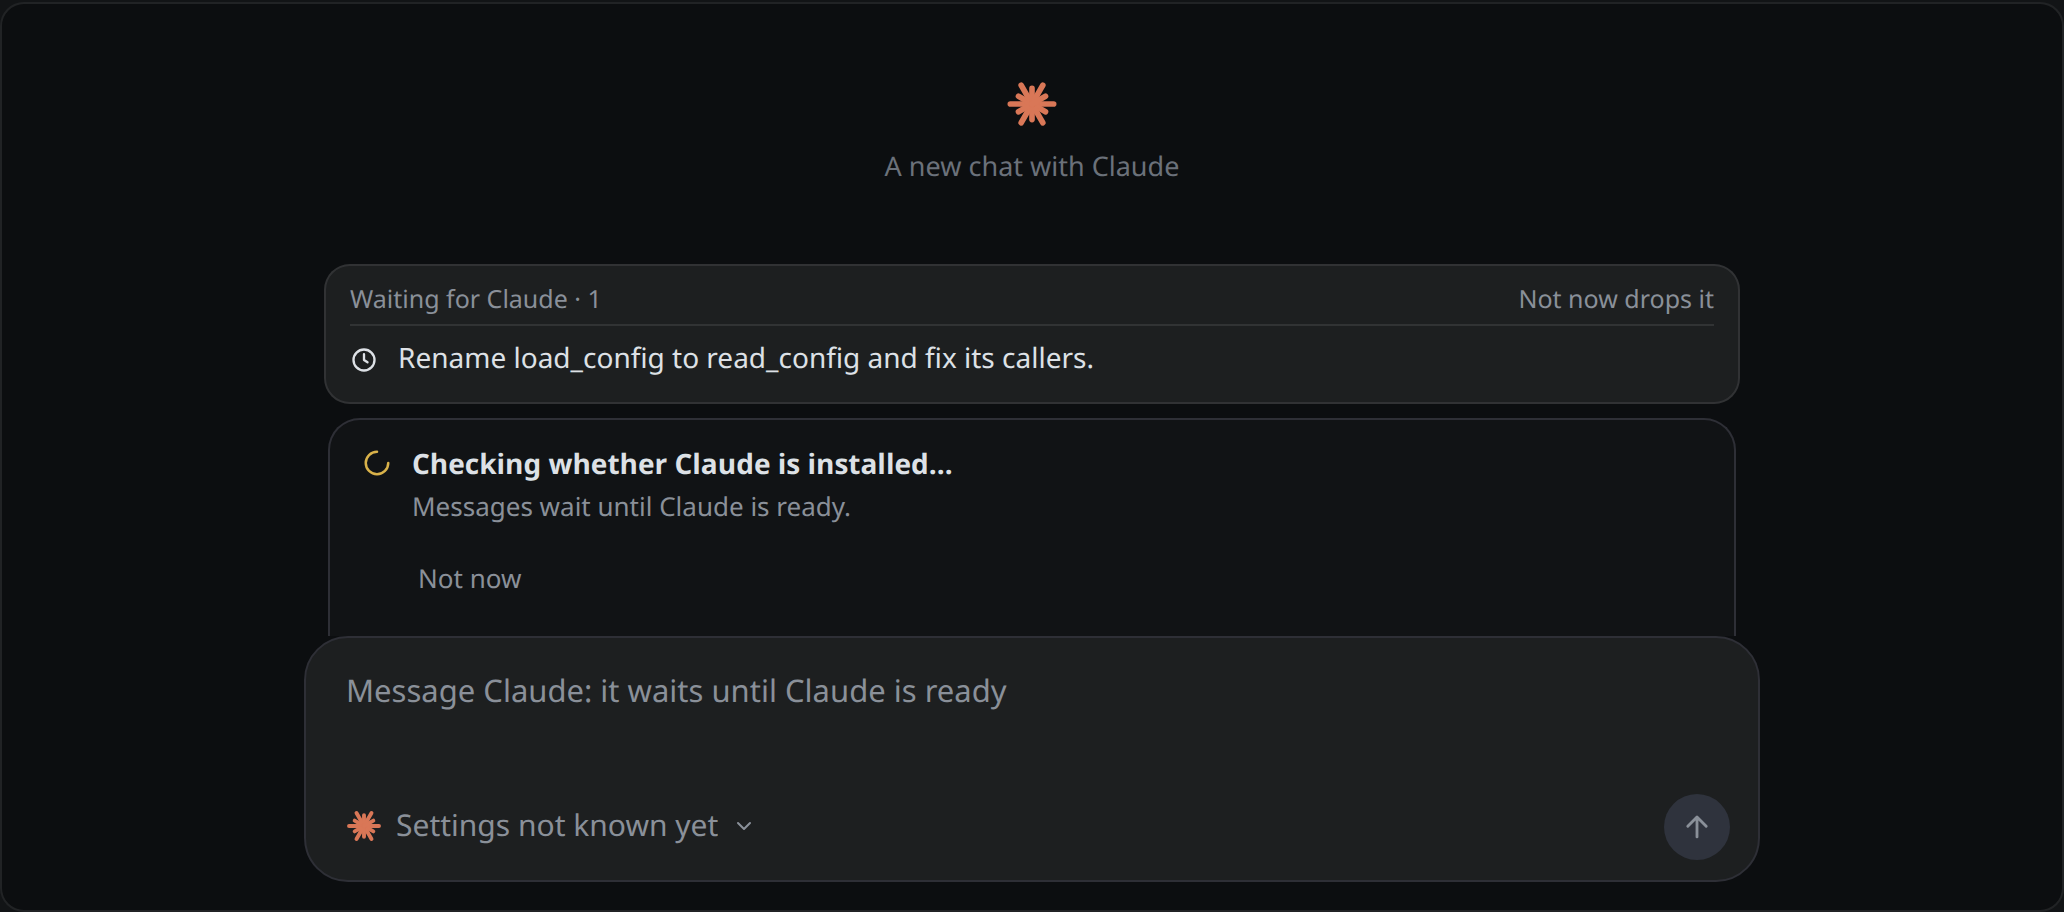 A new chat with Claude
Waiting for Claude · 1
Not now drops it
Rename load_config to read_config and fix its callers.
Checking whether Claude is installed...
Messages wait until Claude is ready.
Not now
Message Claude: it waits until Claude is ready
Settings not known yet